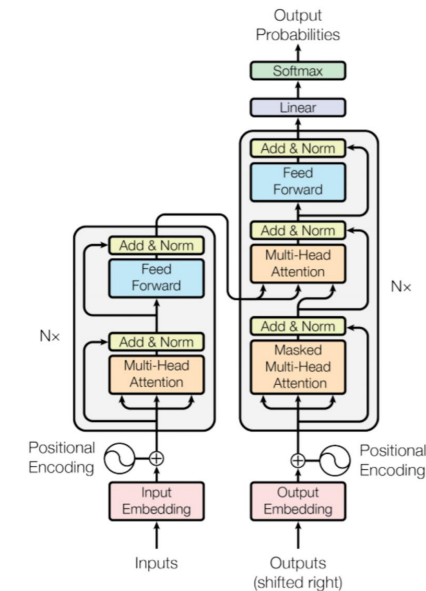 Output
Probabilities
Softmax
Linear
Add & Norm
Feed
Forward
Add & Norm
Multi-Head
Attention
Add & Norm
Masked
Multi-Head
Attention
Nx
Add & Norm
Feed
Forward
Add & Norm
Multi-Head
Attention
Nx
Positional
Encoding
Positional
Encoding
Input
Embedding
Output
Embedding
Inputs
Outputs
(shifted right)